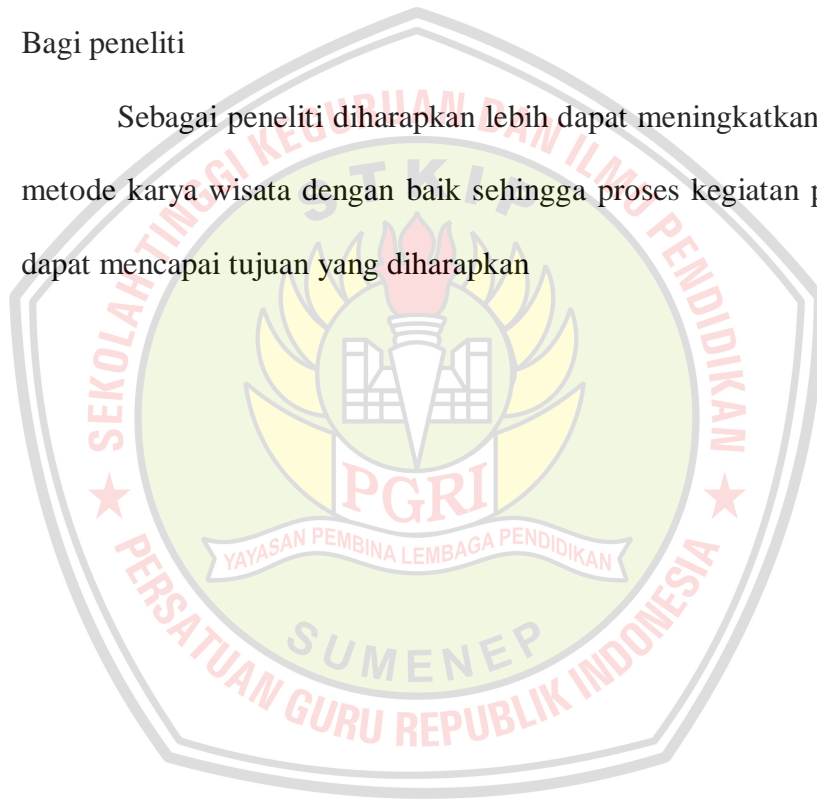 Bagi peneliti
Sebagai peneliti diharapkan lebih dapat meningkatkan
metode karya wisata dengan baik sehingga proses kegiatan
dapat mencapai tujuan yang diharapkan
SEKOLAH TINGGI KEGURUAN DAN ILMU PENDIDIKAN
STKIP
PGRI
YAYASAN PEMBINA LEMBAGA PENDIDIKAN
SUMENEP
★ PERSATUAN GURU REPUBLIK INDONESIA ★